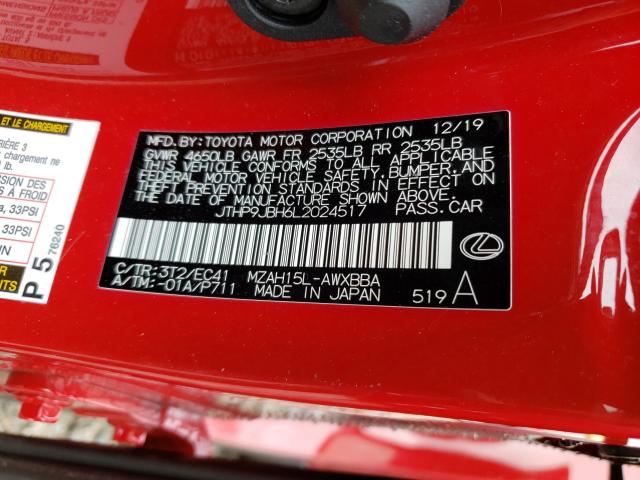 MFD.BY:TOYOTA MOTOR CORPORATION 12/19
GVWR 4650LB GAWR FR 2535LB RR 2535LB
THIS VEHICLE CONFORMS TO ALL APPLICABLE
FEDERAL MOTOR VEHICLE SAFETY,BUMPER,AND
THEFT PREVENTION STANDARDS IN EFFECT ON
THE DATE OF MANUFACTURE SHOWN ABOVE.
JTHP9JBH6L2024517 PASS.CAR
C/TR:3T2/EC41 MZAH15L-AWXBBA
A/TM:-01A/P711 MADE IN JAPAN 519 A
ET LE CHARGEMENT
RIÈRE 3
lb.
ESSION DES
S À FROID
a, 33PSI
a, 33PSI
P 5 76240